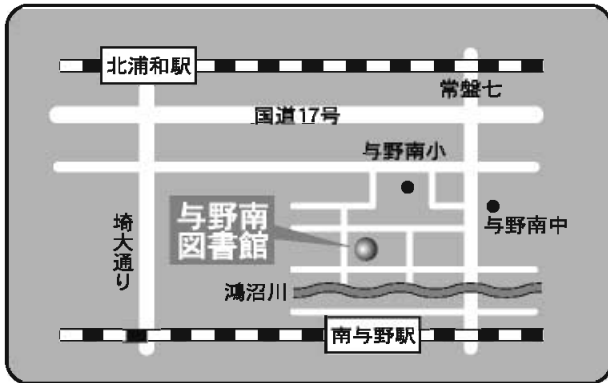 北浦和駅
常盤七
国道17号
与野南小
与野南中
与野南
図書館
埼大通り
鴻沼川
南与野駅